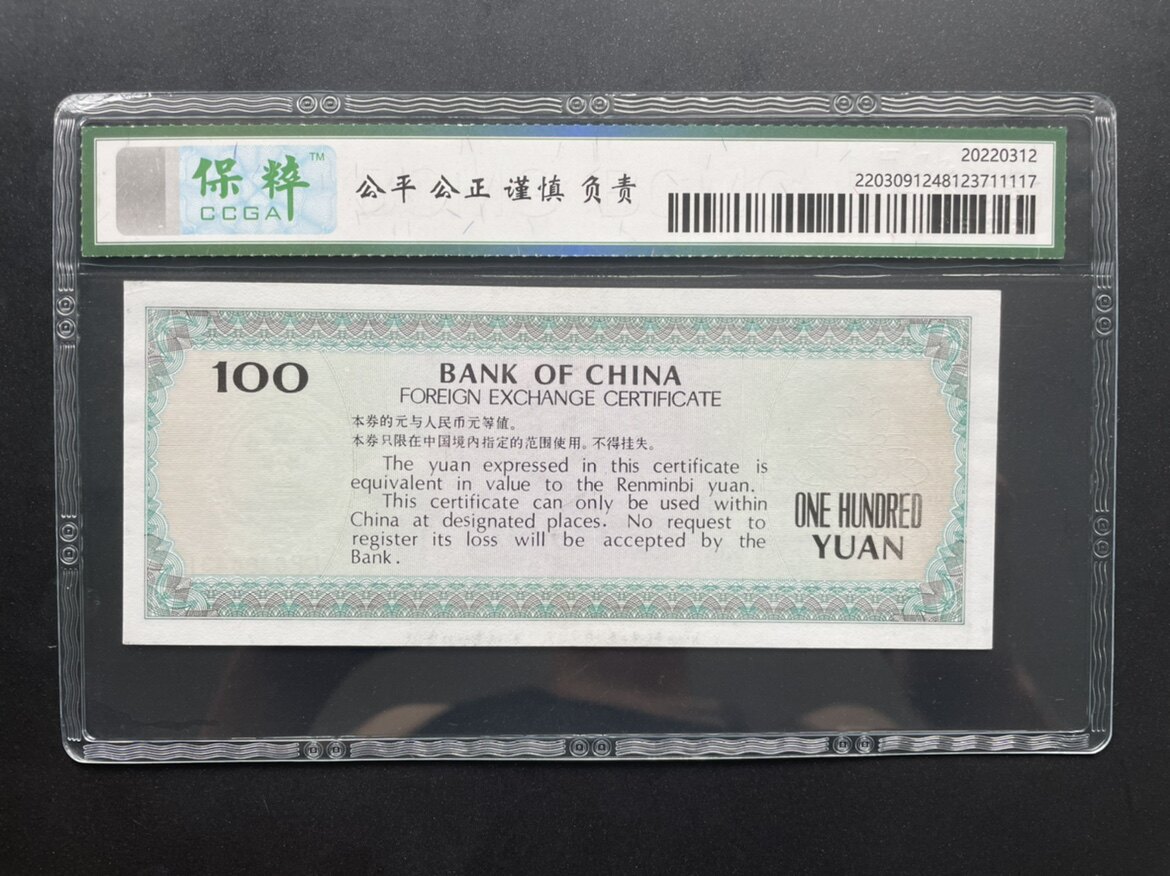 保粹™
CCGA
公平 公正 谨慎 负责
20220312
2203091248123711117
100
BANK OF CHINA
FOREIGN EXCHANGE CERTIFICATE
本券的元与人民币元等值。
本券只限在中国境内指定的范围使用。不得挂失。
The yuan expressed in this certificate is
equivalent in value to the Renminbi yuan.
This certificate can only be used within
China at designated places. No request to
register its loss will be accepted by the
Bank.
ONE HUNDRED
YUAN